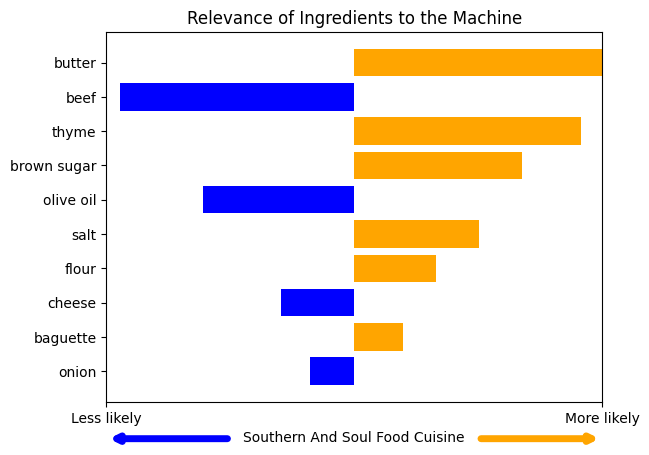 Relevance of Ingredients to the Machine
butter
beef
thyme
brown sugar
olive oil
salt
flour
cheese
baguette
onion
Less likely
More likely
Southern And Soul Food Cuisine